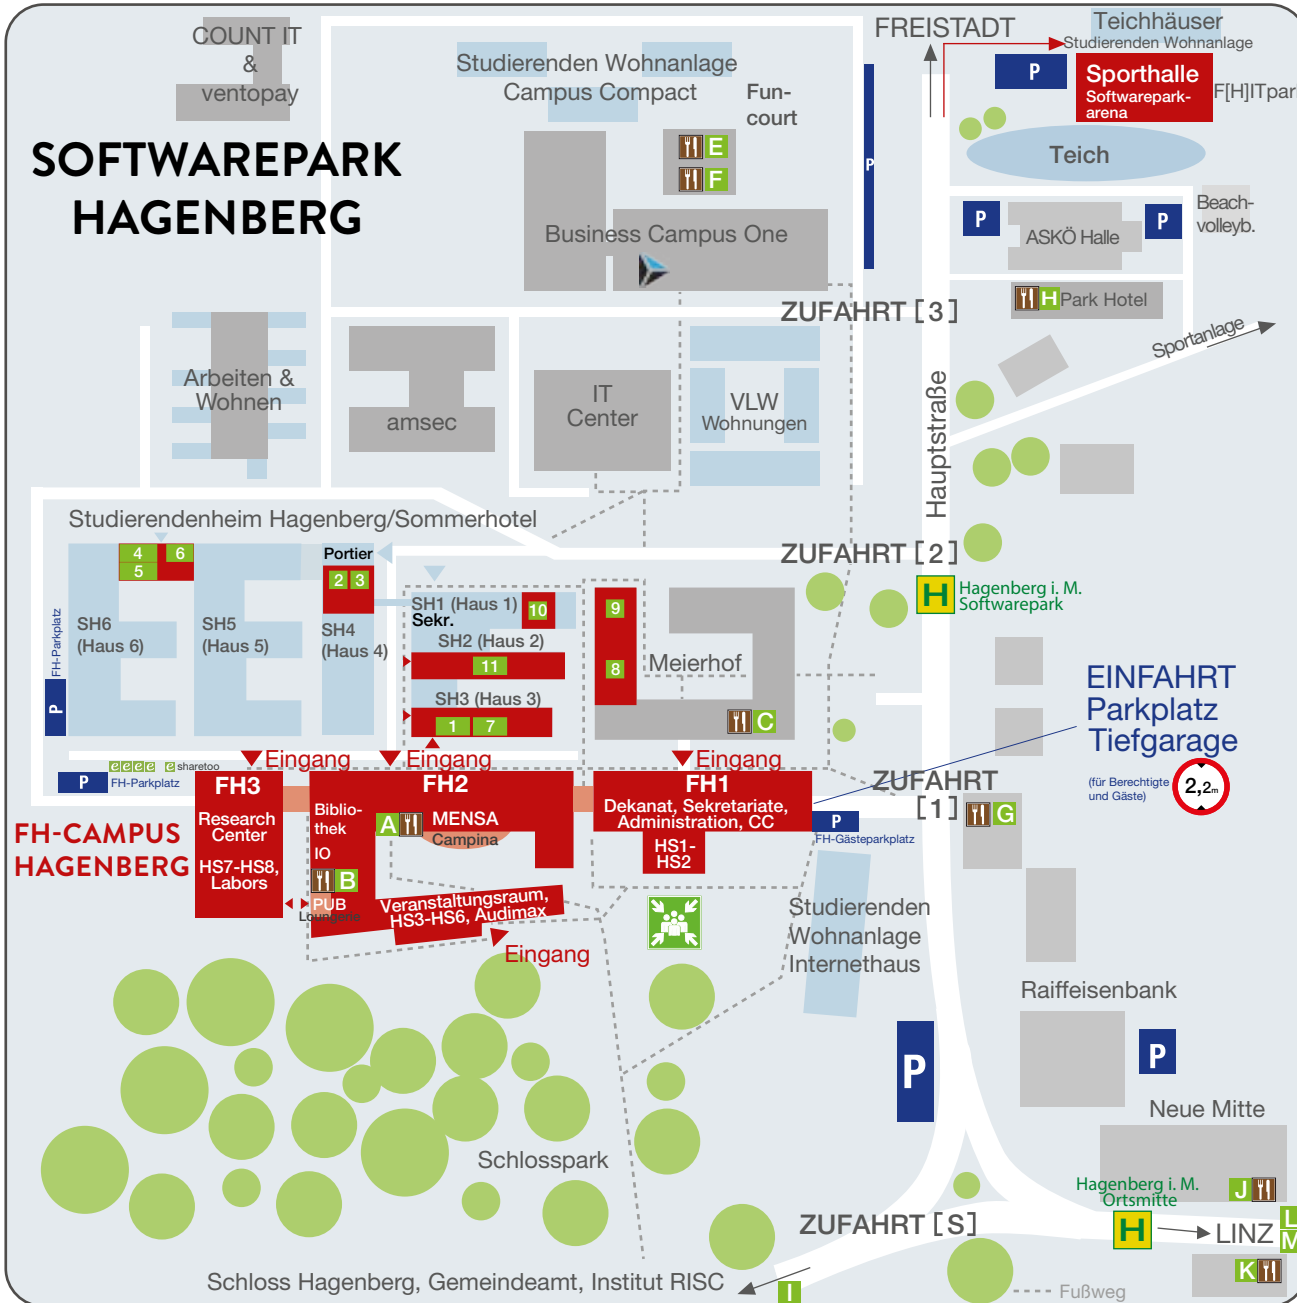 COUNT IT
&
ventopay
SOFTWAREPARK
HAGENBERG
Studierenden Wohnanlage
Campus Compact
Fun-
court
E
F
Business Campus One
P
FREISTADT
Teichhäuser
Studierenden Wohnanlage
P
Sporthalle
Softwarepark-
arena
F[H]ITpark
Teich
P
ASKÖ Halle
P
Beach-
volleyb.
H Park Hotel
ZUFAHRT [3]
Sportanlage
Hauptstraße
Arbeiten &
Wohnen
amsec
IT
Center
VLW
Wohnungen
Studierendenheim Hagenberg/Sommerhotel
4
5
6
Portier
2 3
ZUFAHRT [2]
H
Hagenberg i. M.
Softwarepark
SH6
(Haus 6)
SH5
(Haus 5)
SH4
(Haus 4)
SH1 (Haus 1)
Sekr.
10
SH2 (Haus 2)
11
SH3 (Haus 3)
1 7
9
8
Meierhof
C
FH-Parkplatz
P
EINFAHRT
Parkplatz
Tiefgarage
(für Berechtigte
und Gäste)
2,2m
eeee e sharetoo
P FH-Parkplatz
Eingang
Eingang
Eingang
ZUFAHRT
[1]
G
FH-CAMPUS
HAGENBERG
FH3
Research
Center
HS7-HS8,
Labors
FH2
Biblio-
thek
IO
A
MENSA
Campina
B
PUB
Loungerie
Veranstaltungsraum,
HS3-HS6, Audimax
Eingang
FH1
Dekanat, Sekretariate,
Administration, CC
HS1-
HS2
P
FH-Gästeparkplatz
Studierenden
Wohnanlage
Internethaus
Raiffeisenbank
P
P
Neue Mitte
J
Schlosspark
Hagenberg i. M.
Ortsmitte
H
ZUFAHRT [S]
LINZ
L
M
K
Schloss Hagenberg, Gemeindeamt, Institut RISC
I
Fußweg